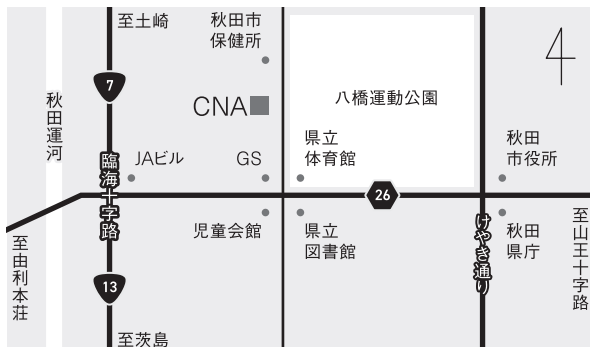 至土崎
秋田市
保健所
7
CNA
八橋運動公園
秋田運河
臨海十字路
JAビル
GS
県立
体育館
秋田
市役所
26
児童会館
県立
図書館
けやき通り
秋田
県庁
至山王十字路
至由利本荘
13
至茨島